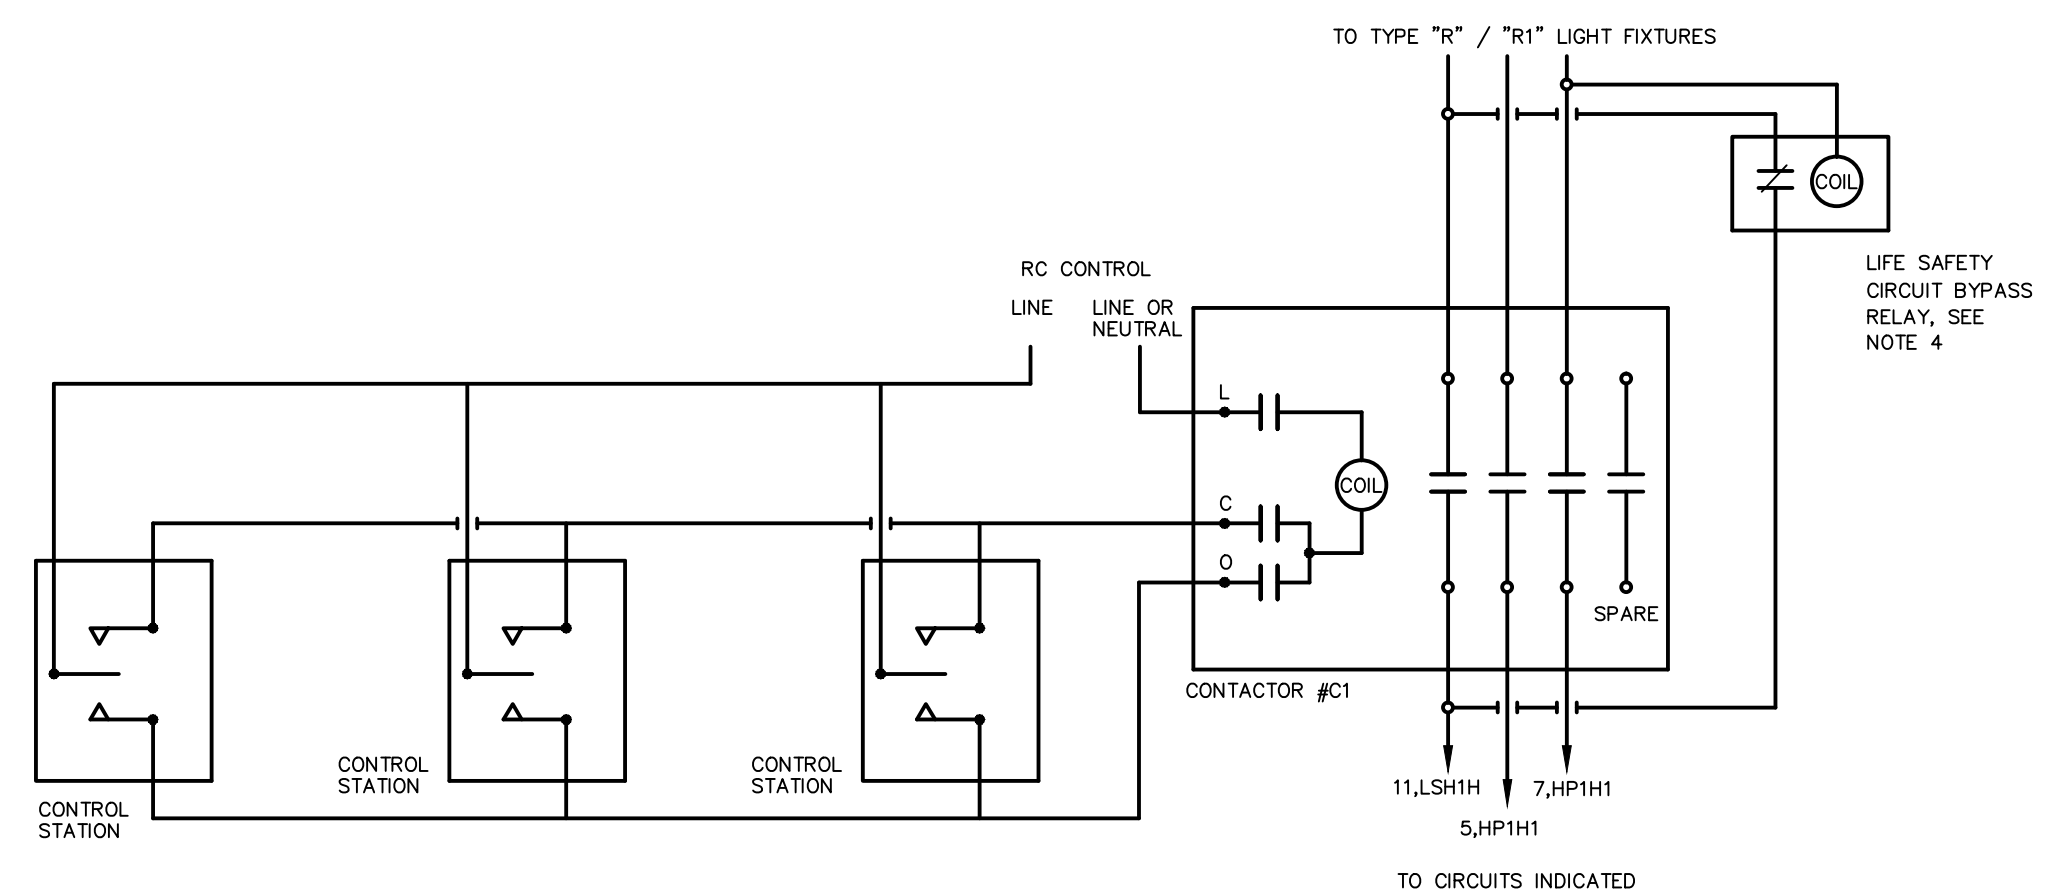 TO TYPE "R" / "R1" LIGHT FIXTURES
COIL
LIFE SAFETY
CIRCUIT BYPASS
RELAY, SEE
NOTE 4
RC CONTROL
LINE
LINE OR
NEUTRAL
L
C
O
COIL
SPARE
CONTACTOR #C1
CONTROL
STATION
CONTROL
STATION
CONTROL
STATION
11,LSH1H
7,HP1H1
5,HP1H1
TO CIRCUITS INDICATED